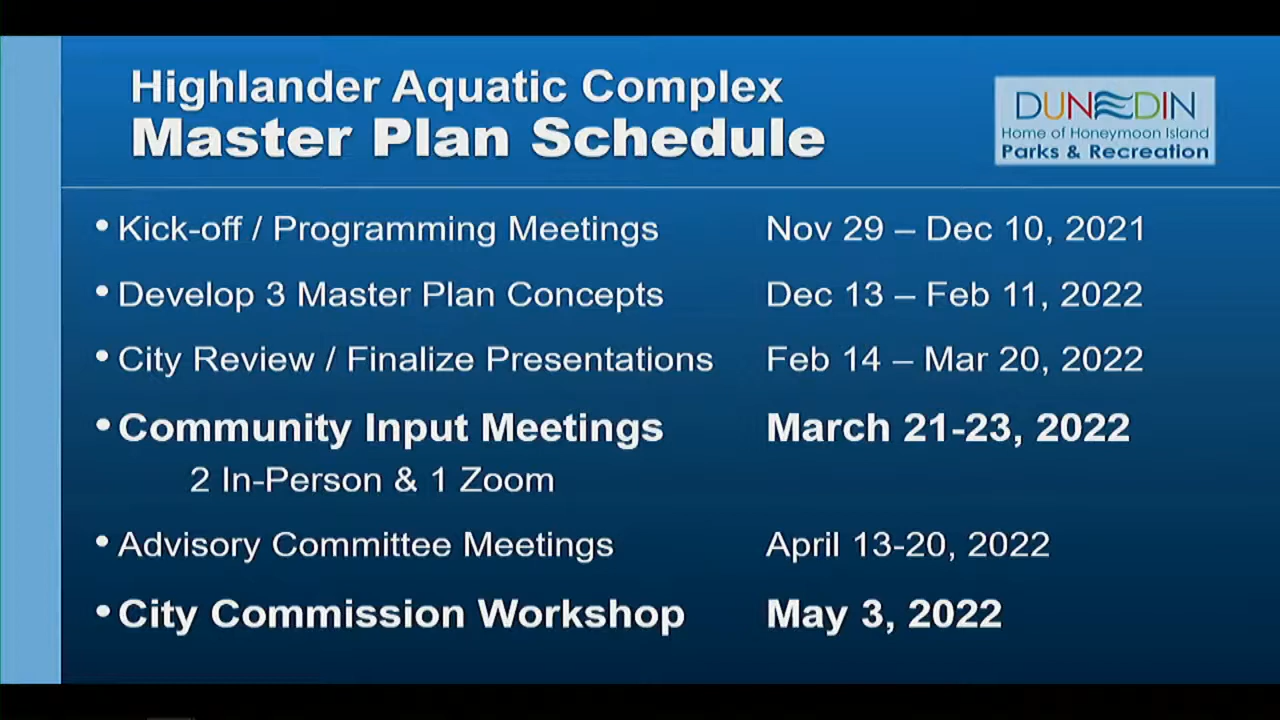 Highlander Aquatic Complex
Master Plan Schedule
DUNEDIN
Home of Honeymoon Island
Parks & Recreation
• Kick-off / Programming Meetings Nov 29 – Dec 10, 2021
• Develop 3 Master Plan Concepts Dec 13 – Feb 11, 2022
• City Review / Finalize Presentations Feb 14 – Mar 20, 2022
• Community Input Meetings March 21-23, 2022
2 In-Person & 1 Zoom
• Advisory Committee Meetings April 13-20, 2022
• City Commission Workshop May 3, 2022